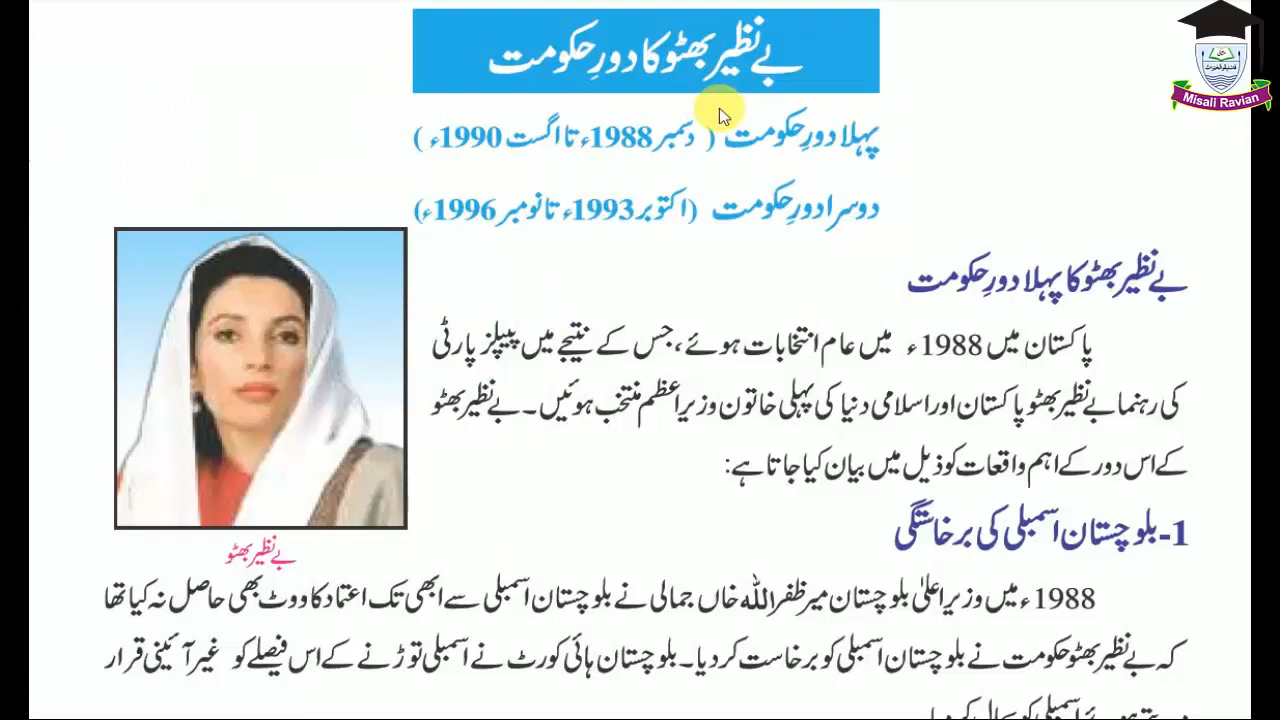 بے نظیر بھٹو کا دورِ حکومت
Misali Ravian
پہلا دورِ حکومت ( دسمبر 1988ء تا اگست 1990ء )
دوسرا دورِ حکومت (اکتوبر 1993ء تا نومبر 1996ء)
بے نظیر بھٹو کا پہلا دورِ حکومت
پاکستان میں 1988ء میں عام انتخابات ہوئے، جس کے نتیجے میں پیپلز پارٹی
کی رہنما بے نظیر بھٹو پاکستان اور اسلامی دنیا کی پہلی خاتون وزیراعظم منتخب ہوئیں۔ بے نظیر بھٹو
کے اس دور کے اہم واقعات کو ذیل میں بیان کیا جاتا ہے:
1- بلوچستان اسمبلی کی برخاستگی
بے نظیر بھٹو
1988ء میں وزیراعلیٰ بلوچستان میر ظفر اللہ خاں جمالی نے بلوچستان اسمبلی سے ابھی تک اعتماد کا ووٹ بھی حاصل نہ کیا تھا
کہ بے نظیر بھٹو حکومت نے بلوچستان اسمبلی کو برخاست کر دیا۔ بلوچستان ہائی کورٹ نے اسمبلی توڑنے کے اس فیصلے کو غیر آئینی قرار